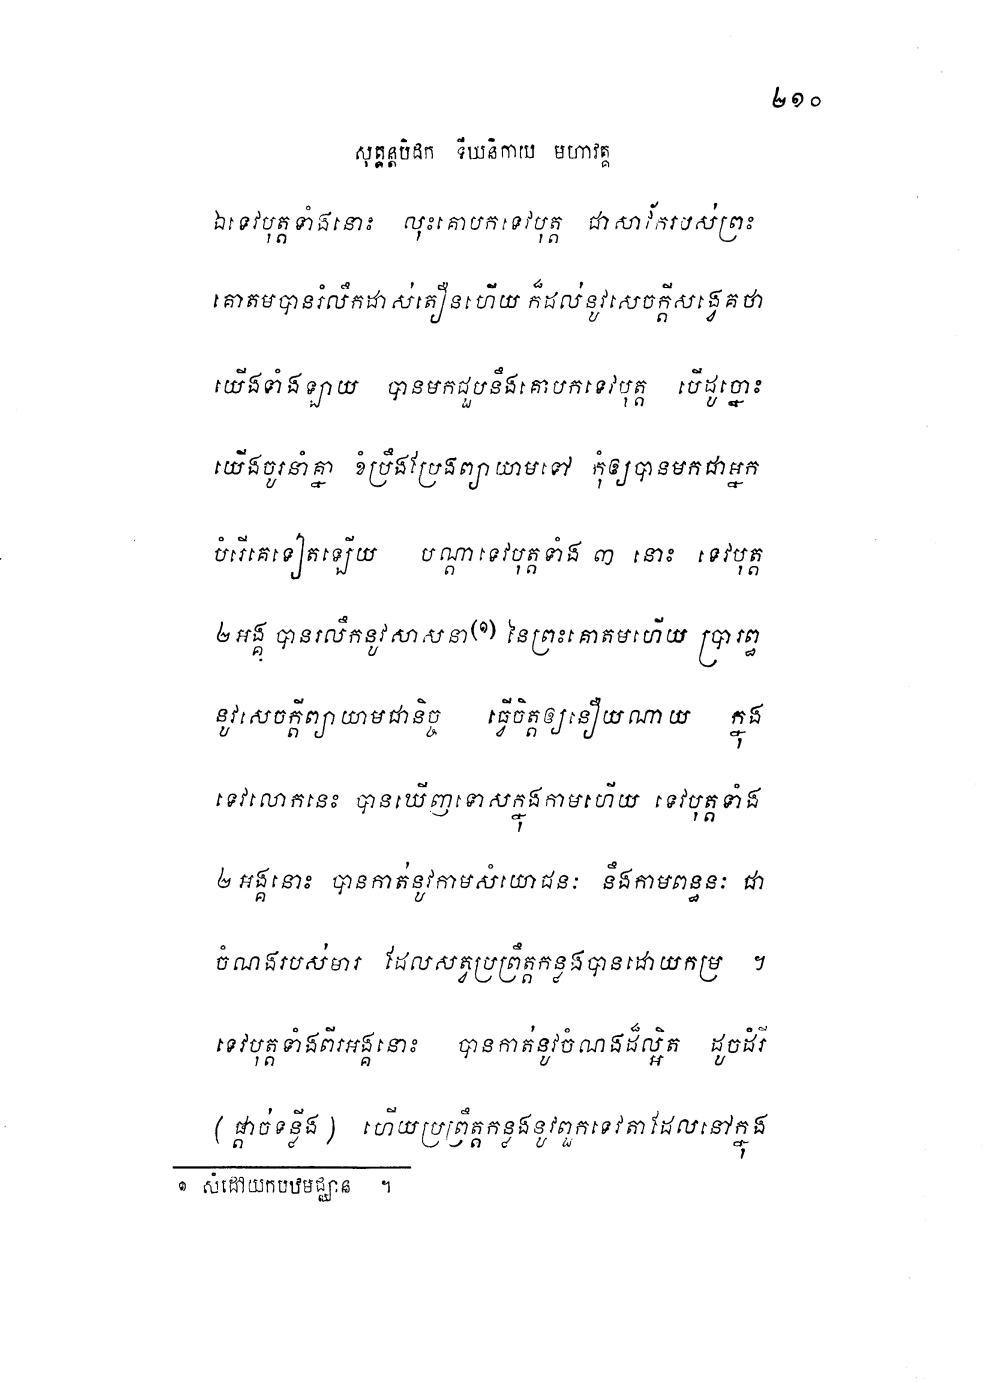 ២១០
សុត្តន្តបិដក ទីឃនិកាយ មហាវគ្គ
ឯទេវបុត្តទាំងនោះ លុះគោបកទេវបុត្ត ជាសាវ័ករបស់ព្រះ
គោតមបានរំលឹកដាស់តឿនហើយ ក៏ដល់នូវសេចក្តីសង្វេគថា
យើងទាំងឡាយ បានមកជួបនឹងគោបកទេវបុត្ត បើដូច្នោះ
យើងចូរនាំគ្នា ខំប្រឹងប្រែងព្យាយាមទៅ កុំឲ្យបានមកជាអ្នក
បំរើគេទៀតឡើយ បណ្តាទេវបុត្តទាំង ៣ នោះ ទេវបុត្ត
២អង្គ បានរលឹកនូវសាសនា(១) នៃព្រះគោតមហើយ ប្រារព្ធ
នូវសេចក្តីព្យាយាមជានិច្ច ធ្វើចិត្តឲ្យនឿយណាយ ក្នុង
ទេវលោកនេះ បានឃើញទោសក្នុងកាមហើយ ទេវបុត្តទាំង
២អង្គនោះ បានកាត់នូវកាមសំយោជនៈ នឹងកាមពន្ធនៈ ជា
ចំណងរបស់មារ ដែលសត្វប្រព្រឹត្តកន្លងបានដោយកម្រ ។
ទេវបុត្តទាំងពីរអង្គនោះ បានកាត់នូវចំណងដ៏ល្អិត ដូចដំរី
(ផ្តាច់ទន្លីង) ហើយប្រព្រឹត្តកន្លងនូវពួកទេវតាដែលនៅក្នុង
១ សំដៅយកបឋមជ្ឈាន ។